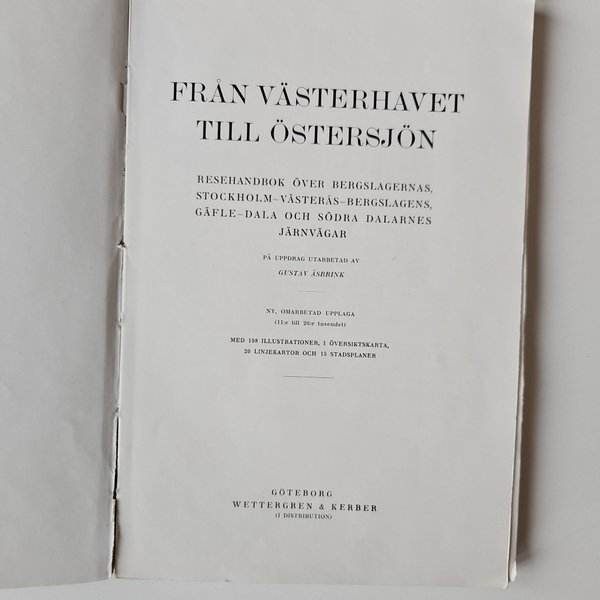 FRÅN VÄSTERHAVET
TILL ÖSTERSJÖN
RESEHANDBOK ÖVER BERGSLAGERNAS,
STOCKHOLM–VÄSTERÅS–BERGSLAGENS,
GÄFLE–DALA OCH SÖDRA DALARNES
JÄRNVÄGAR
PÅ UPPDRAG UTARBETAD AV
GUSTAV ÅSBRINK
NY, OMARBETAD UPPLAGA
(11:e till 20:e tusendet)
MED 198 ILLUSTRATIONER, 1 ÖVERSIKTSKARTA,
20 LINJEKARTOR OCH 15 STADSPLANER
GÖTEBORG
WETTERGREN & KERBER
(I DISTRIBUTION)